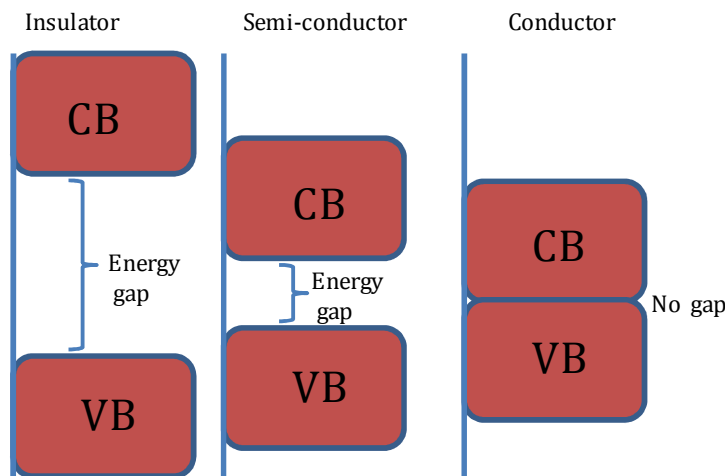 Insulator
Semi-conductor
Conductor
CB
CB
CB
Energy
gap
Energy
gap
No gap
VB
VB
VB